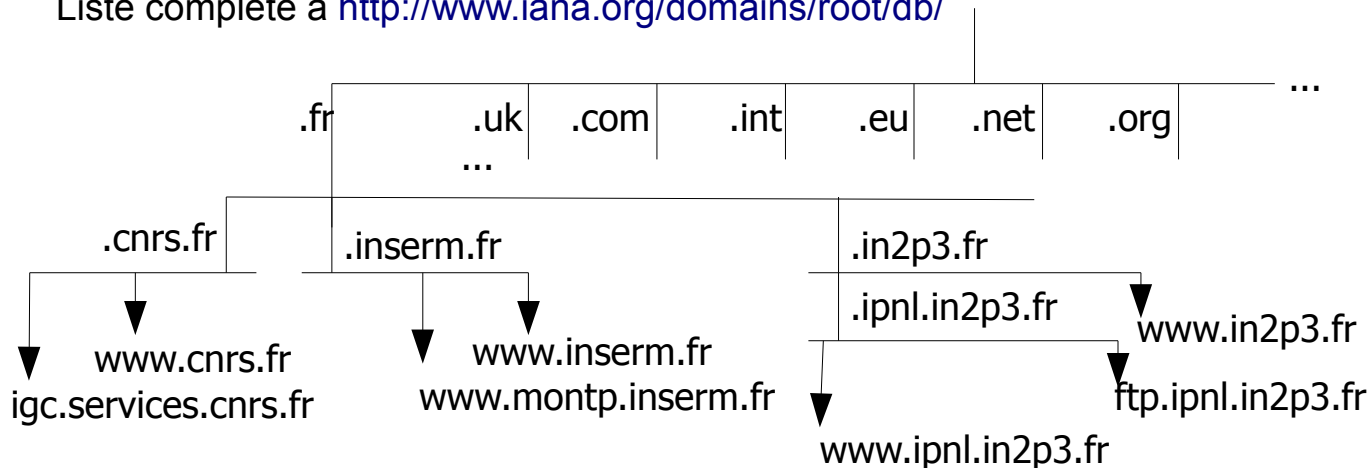 Liste complète à http://www.iana.org/domains/root/db/
...
.fr .uk .com .int .eu .net .org
...
.cnrs.fr .inserm.fr .in2p3.fr
.ipnl.in2p3.fr
www.in2p3.fr
www.cnrs.fr www.inserm.fr
igc.services.cnrs.fr www.montp.inserm.fr ftp.ipnl.in2p3.fr
www.ipnl.in2p3.fr